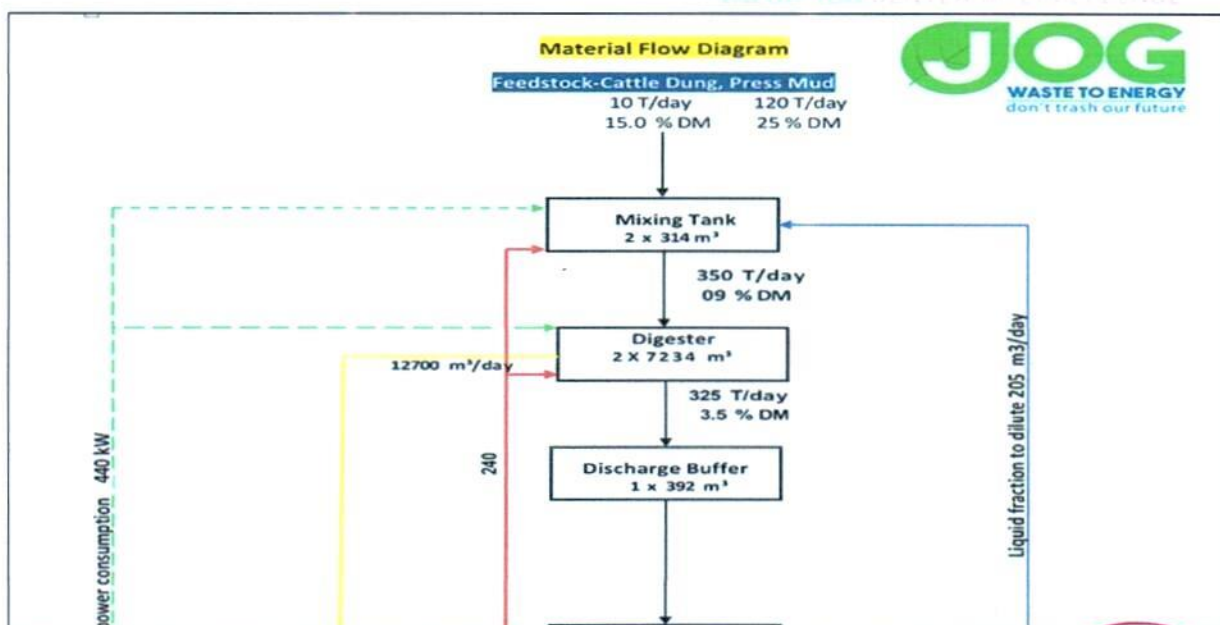 Material Flow Diagram
JOG
WASTE TO ENERGY
don't trash our future
Feedstock-Cattle Dung, Press Mud
10 T/day 120 T/day
15.0 % DM 25 % DM
Mixing Tank
2 x 314 m³
350 T/day
09 % DM
Digester
2 X 7234 m³
12700 m³/day
325 T/day
3.5 % DM
Discharge Buffer
1 x 392 m³
240
power consumption 440 kW
Liquid fraction to dilute 205 m3/day